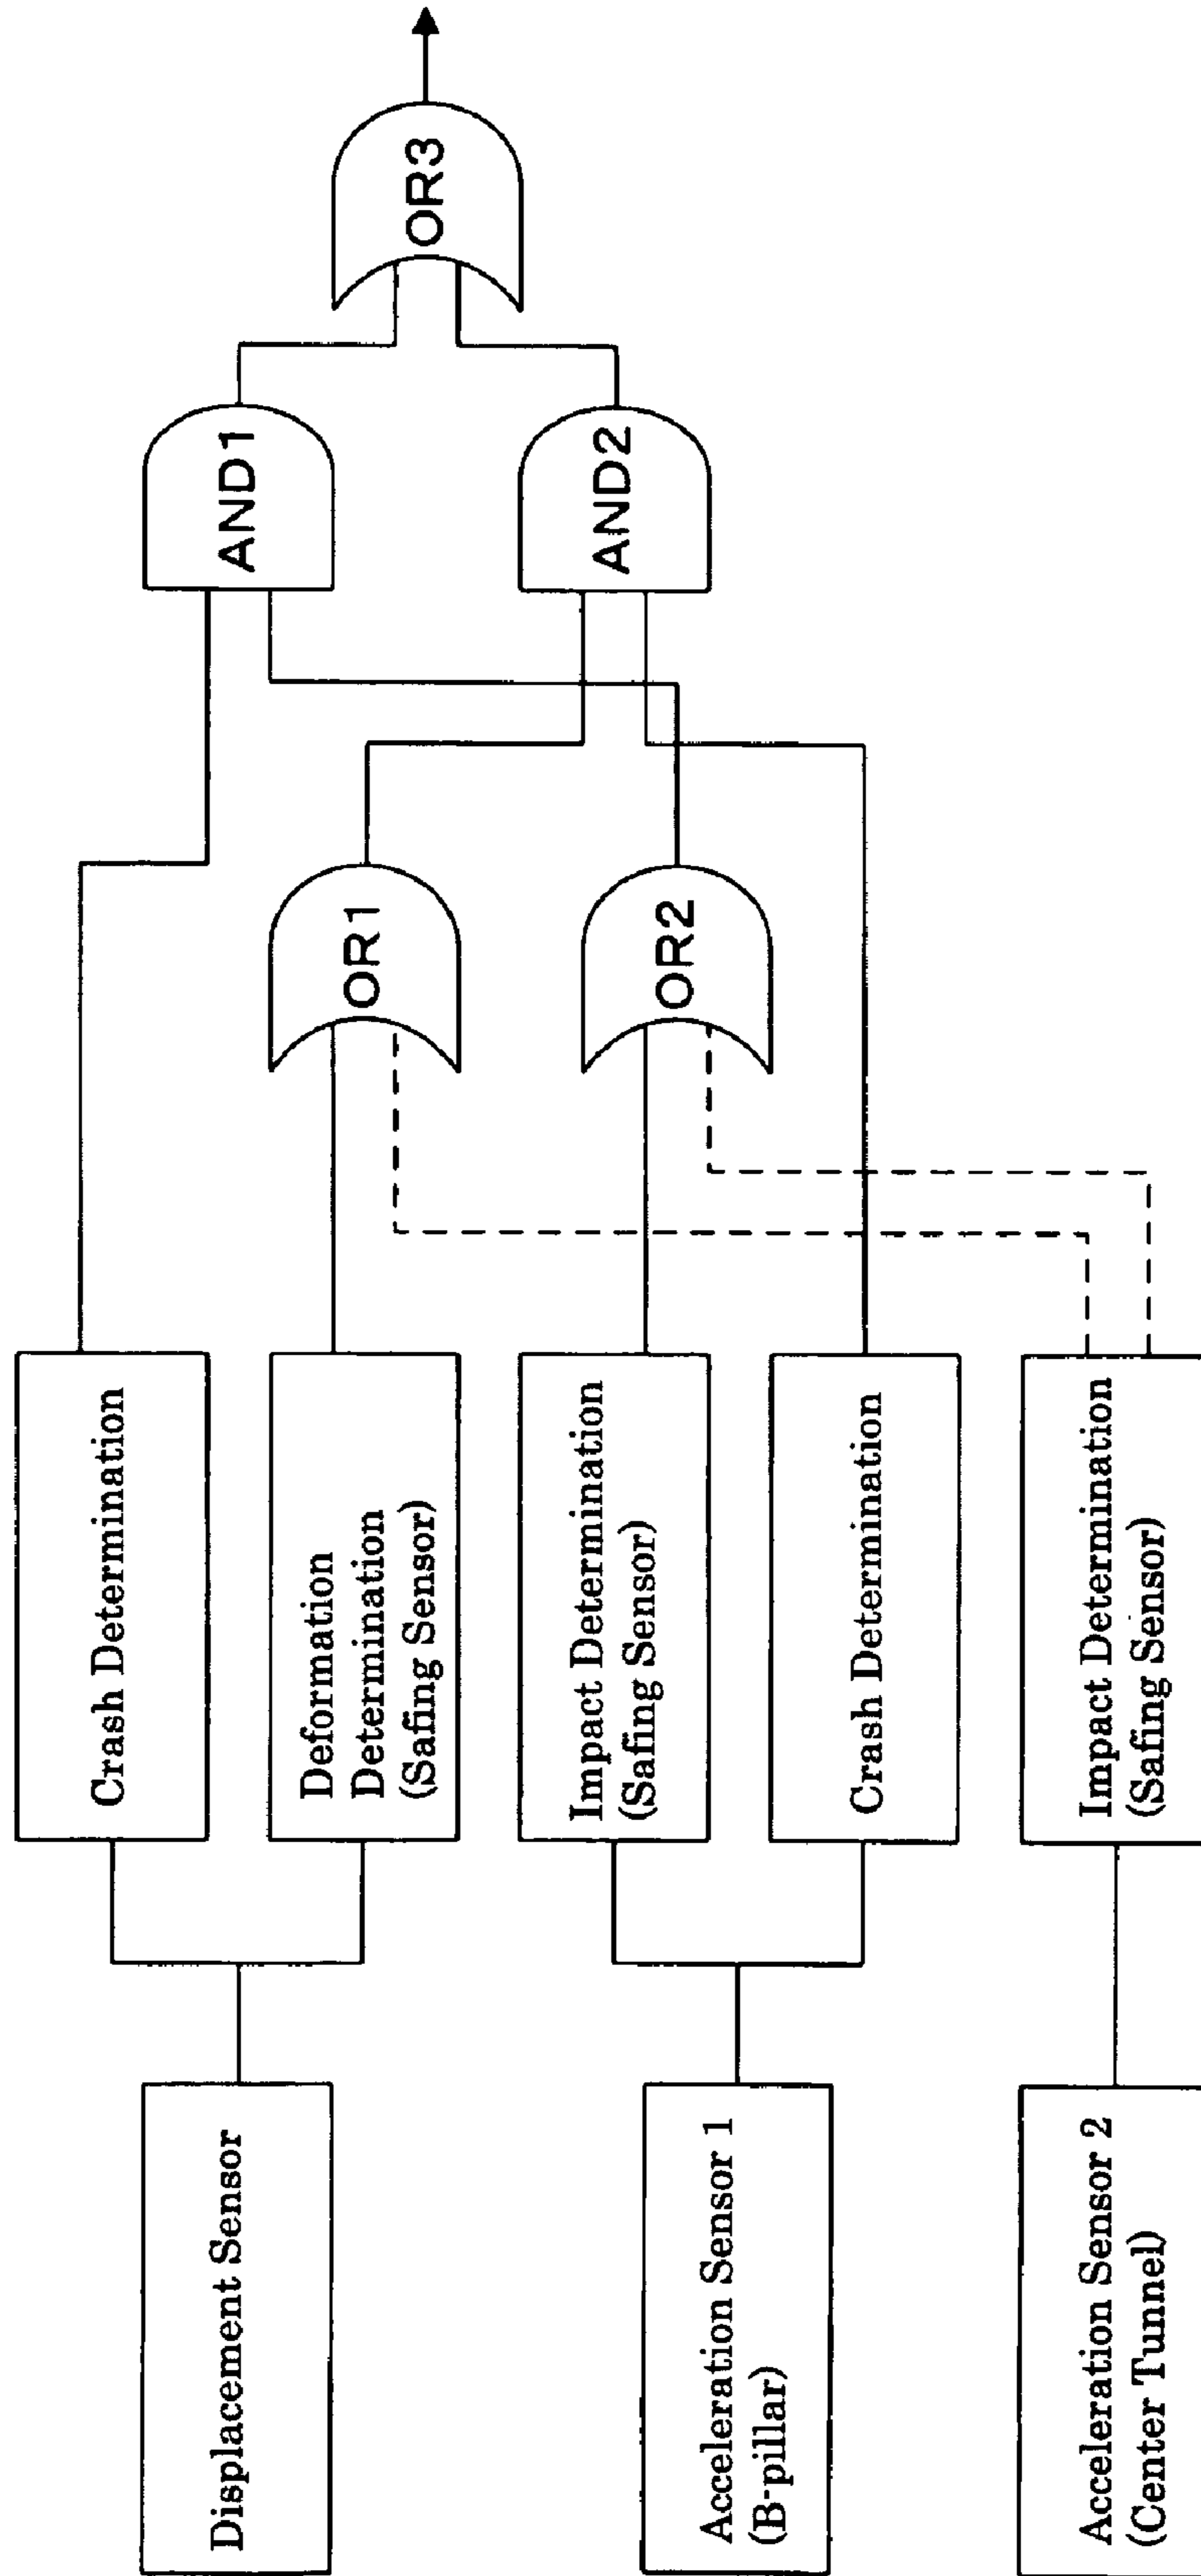 Displacement Sensor
Acceleration Sensor 1
(B-pillar)
Acceleration Sensor 2
(Center Tunnel)
Crash Determination
Deformation
Determination
(Safing Sensor)
Impact Determination
(Safing Sensor)
Crash Determination
Impact Determination
(Safing Sensor)
OR1
OR2
AND1
AND2
OR3